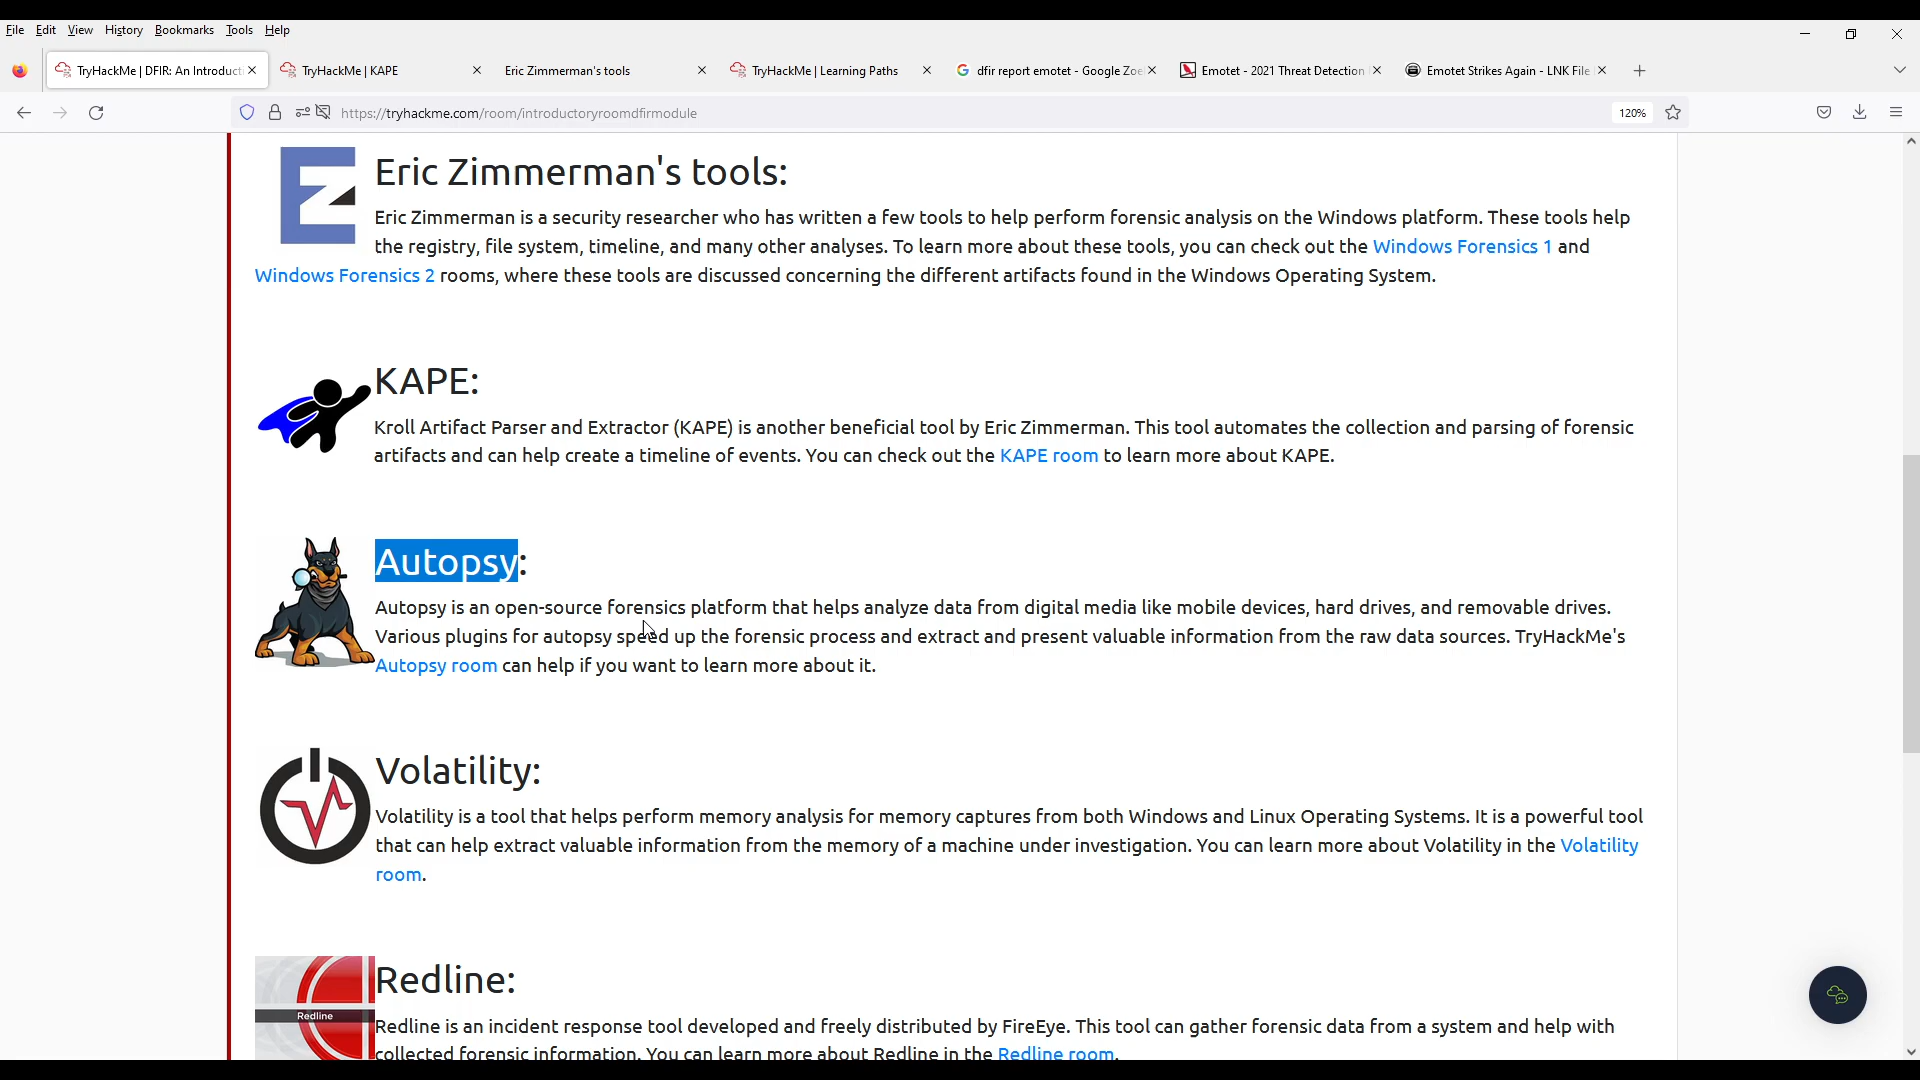 File Edit View History Bookmarks Tools Help
TryHackMe | DFIR: An Introducti
TryHackMe | KAPE
Eric Zimmerman's tools
TryHackMe | Learning Paths
dfir report emotet - Google Zoe
Emotet - 2021 Threat Detection
Emotet Strikes Again - LNK File
https://tryhackme.com/room/introductoryroomdfirmodule
120%
Eric Zimmerman's tools:
Eric Zimmerman is a security researcher who has written a few tools to help perform forensic analysis on the Windows platform. These tools help
the registry, file system, timeline, and many other analyses. To learn more about these tools, you can check out the Windows Forensics 1 and
Windows Forensics 2 rooms, where these tools are discussed concerning the different artifacts found in the Windows Operating System.
KAPE:
Kroll Artifact Parser and Extractor (KAPE) is another beneficial tool by Eric Zimmerman. This tool automates the collection and parsing of forensic
artifacts and can help create a timeline of events. You can check out the KAPE room to learn more about KAPE.
Autopsy:
Autopsy is an open-source forensics platform that helps analyze data from digital media like mobile devices, hard drives, and removable drives.
Various plugins for autopsy speed up the forensic process and extract and present valuable information from the raw data sources. TryHackMe's
Autopsy room can help if you want to learn more about it.
Volatility:
Volatility is a tool that helps perform memory analysis for memory captures from both Windows and Linux Operating Systems. It is a powerful tool
that can help extract valuable information from the memory of a machine under investigation. You can learn more about Volatility in the Volatility
room.
Redline:
Redline
Redline is an incident response tool developed and freely distributed by FireEye. This tool can gather forensic data from a system and help with
collected forensic information. You can learn more about Redline in the Redline room.